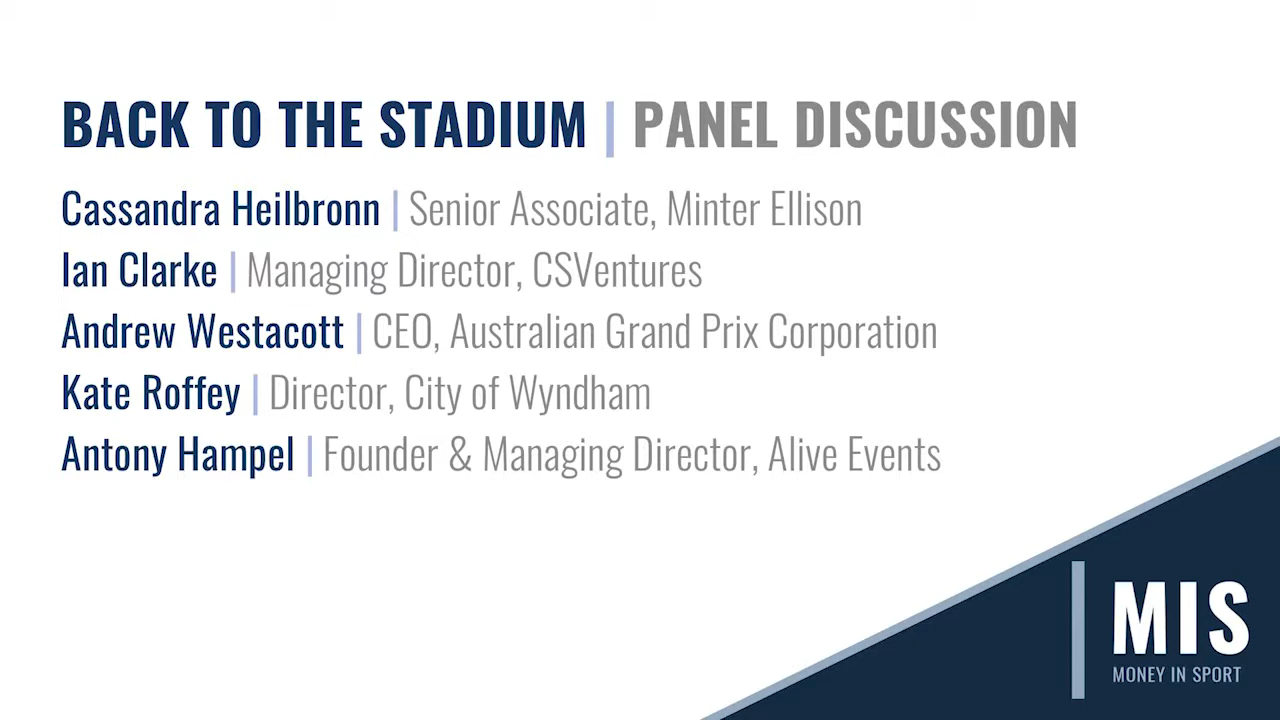 BACK TO THE STADIUM | PANEL DISCUSSION
Cassandra Heilbronn | Senior Associate, Minter Ellison
Ian Clarke | Managing Director, CSVentures
Andrew Westacott | CEO, Australian Grand Prix Corporation
Kate Roffey | Director, City of Wyndham
Antony Hampel | Founder & Managing Director, Alive Events
MIS
MONEY IN SPORT